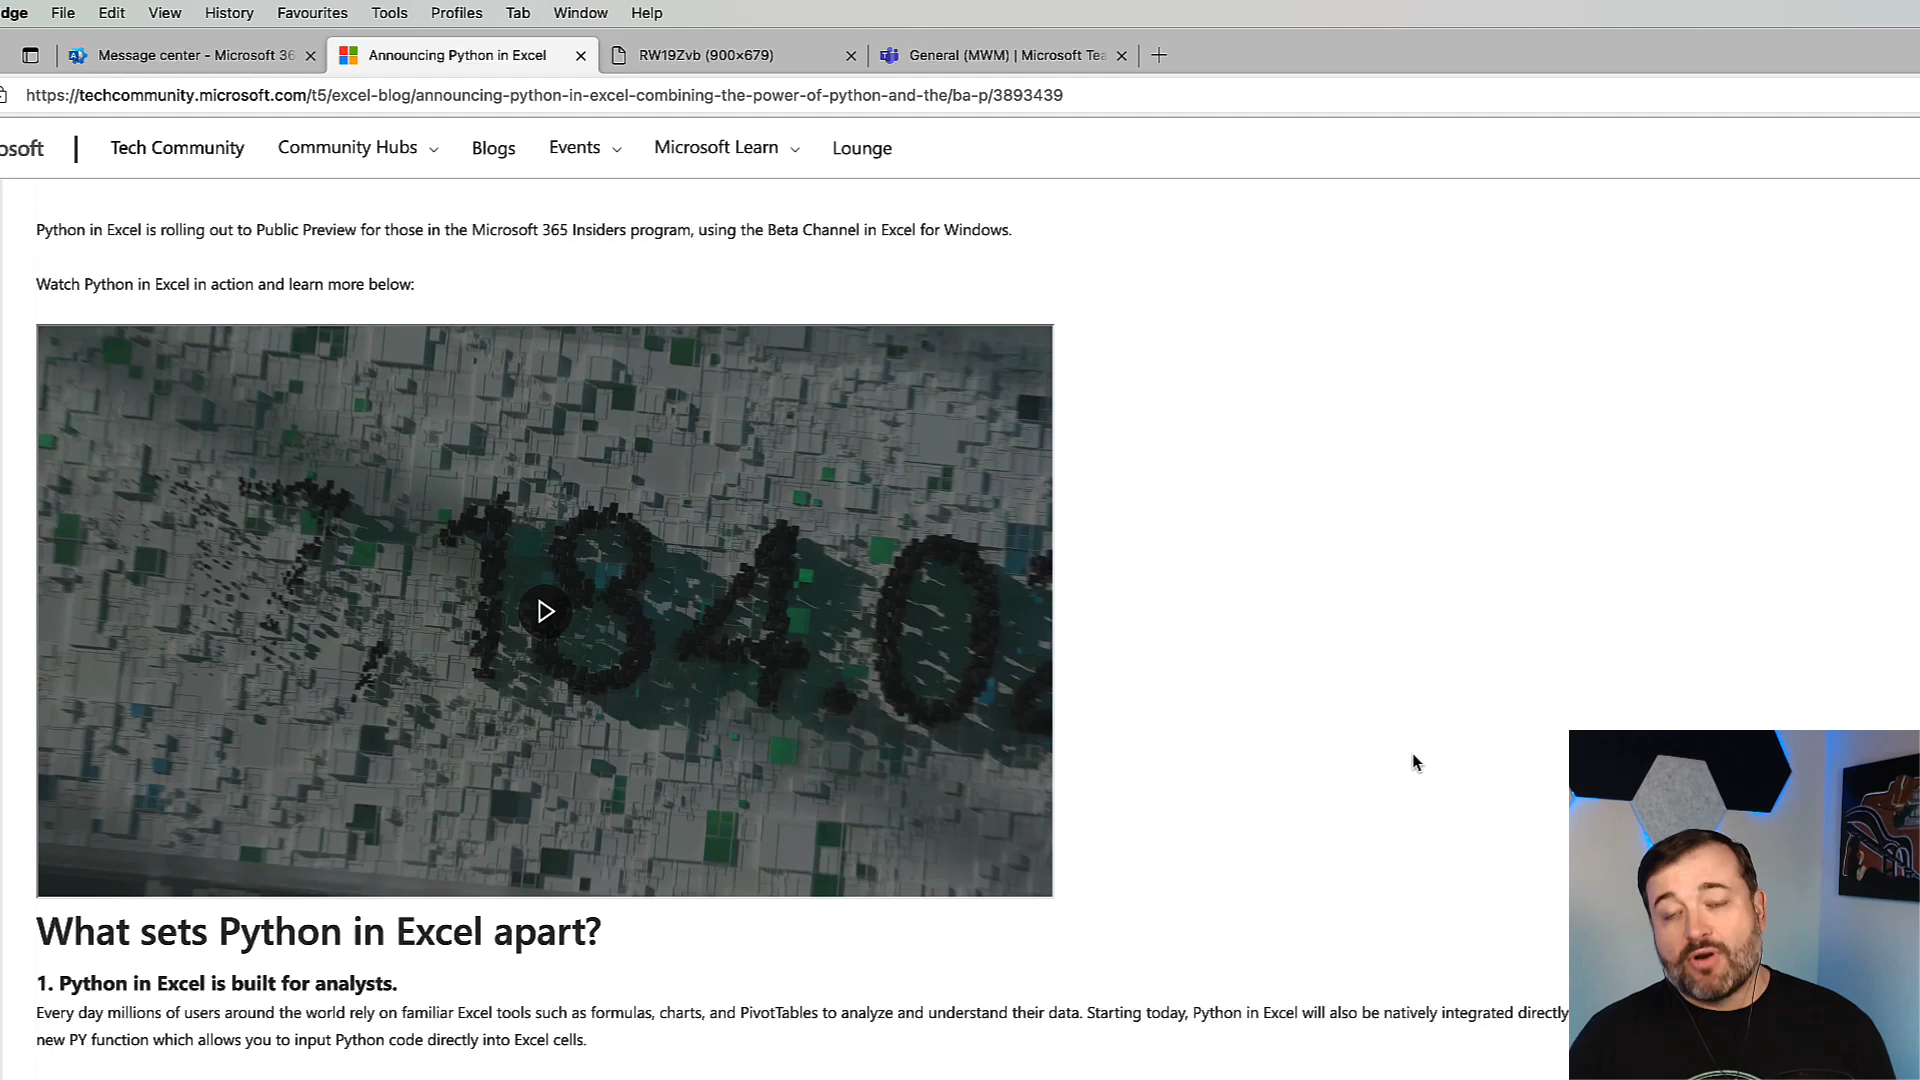 dge File Edit View History Favourites Tools Profiles Tab Window Help
Message center - Microsoft 36 Announcing Python in Excel RW19Zvb (900×679) General (MWM) | Microsoft Tea
https://techcommunity.microsoft.com/t5/excel-blog/announcing-python-in-excel-combining-the-power-of-python-and-the/ba-p/3893439
osoft | Tech Community Community Hubs Blogs Events Microsoft Learn Lounge
Python in Excel is rolling out to Public Preview for those in the Microsoft 365 Insiders program, using the Beta Channel in Excel for Windows.
Watch Python in Excel in action and learn more below:
7,184.02
What sets Python in Excel apart?
1. Python in Excel is built for analysts.
Every day millions of users around the world rely on familiar Excel tools such as formulas, charts, and PivotTables to analyze and understand their data. Starting today, Python in Excel will also be natively integrated directly
new PY function which allows you to input Python code directly into Excel cells.